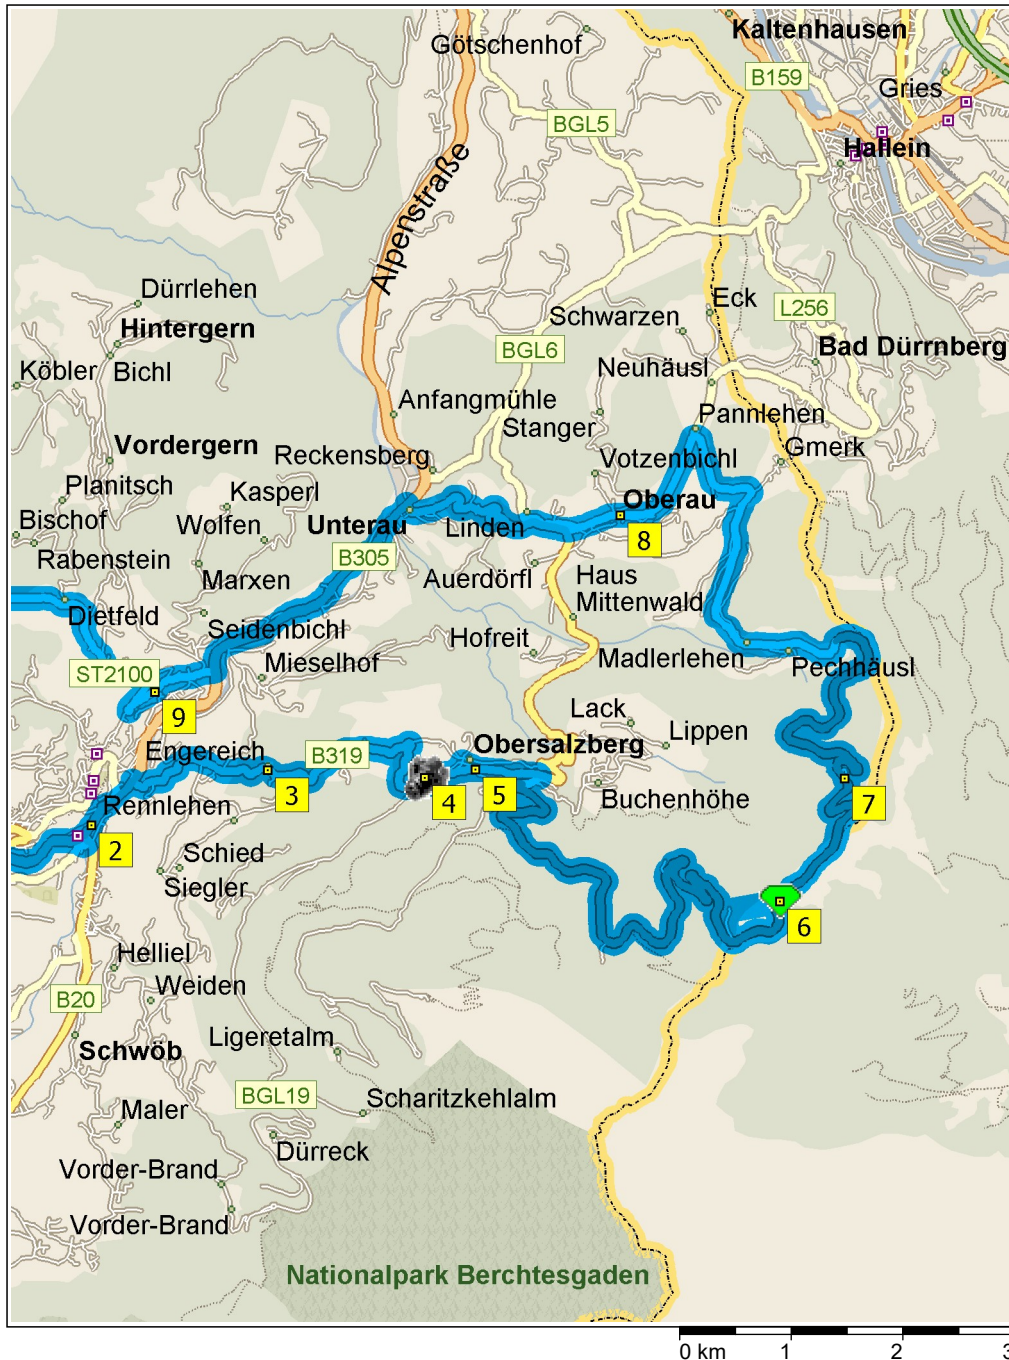 Kaltenhausen
Götschenhof
B159
Gries
BGL5
Hallein
Alpenstraße
Dürrlehen
Eck
L256
Hintergern
Schwarzen
BGL6
Bad Dürrnberg
Köbler
Bichl
Neuhäusl
Anfangmühle
Pannlehen
Stanger
Vordergern
Gmerk
Reckensberg
Votzenbichl
Planitsch
Kasperl
Oberau
Bischof
Wolfen
Unterau
Linden
8
Rabenstein
B305
Marxen
Auerdörfl
Haus
Mittenwald
Dietfeld
Seidenbichl
Hofreit
Mieselhof
Madlerlehen
Pechhäusl
ST2100
9
Lack
Lippen
Engereich
B319
Obersalzberg
3
4
5
Buchenhöhe
7
Rennlehen
2
Schied
Siegler
6
Helliel
Weiden
B20
Ligeretalm
Schwöb
BGL19
Scharitzkehlalm
Maler
Dürreck
Vorder-Brand
Vorder-Brand
Nationalpark Berchtesgaden
0 km 1 2 3